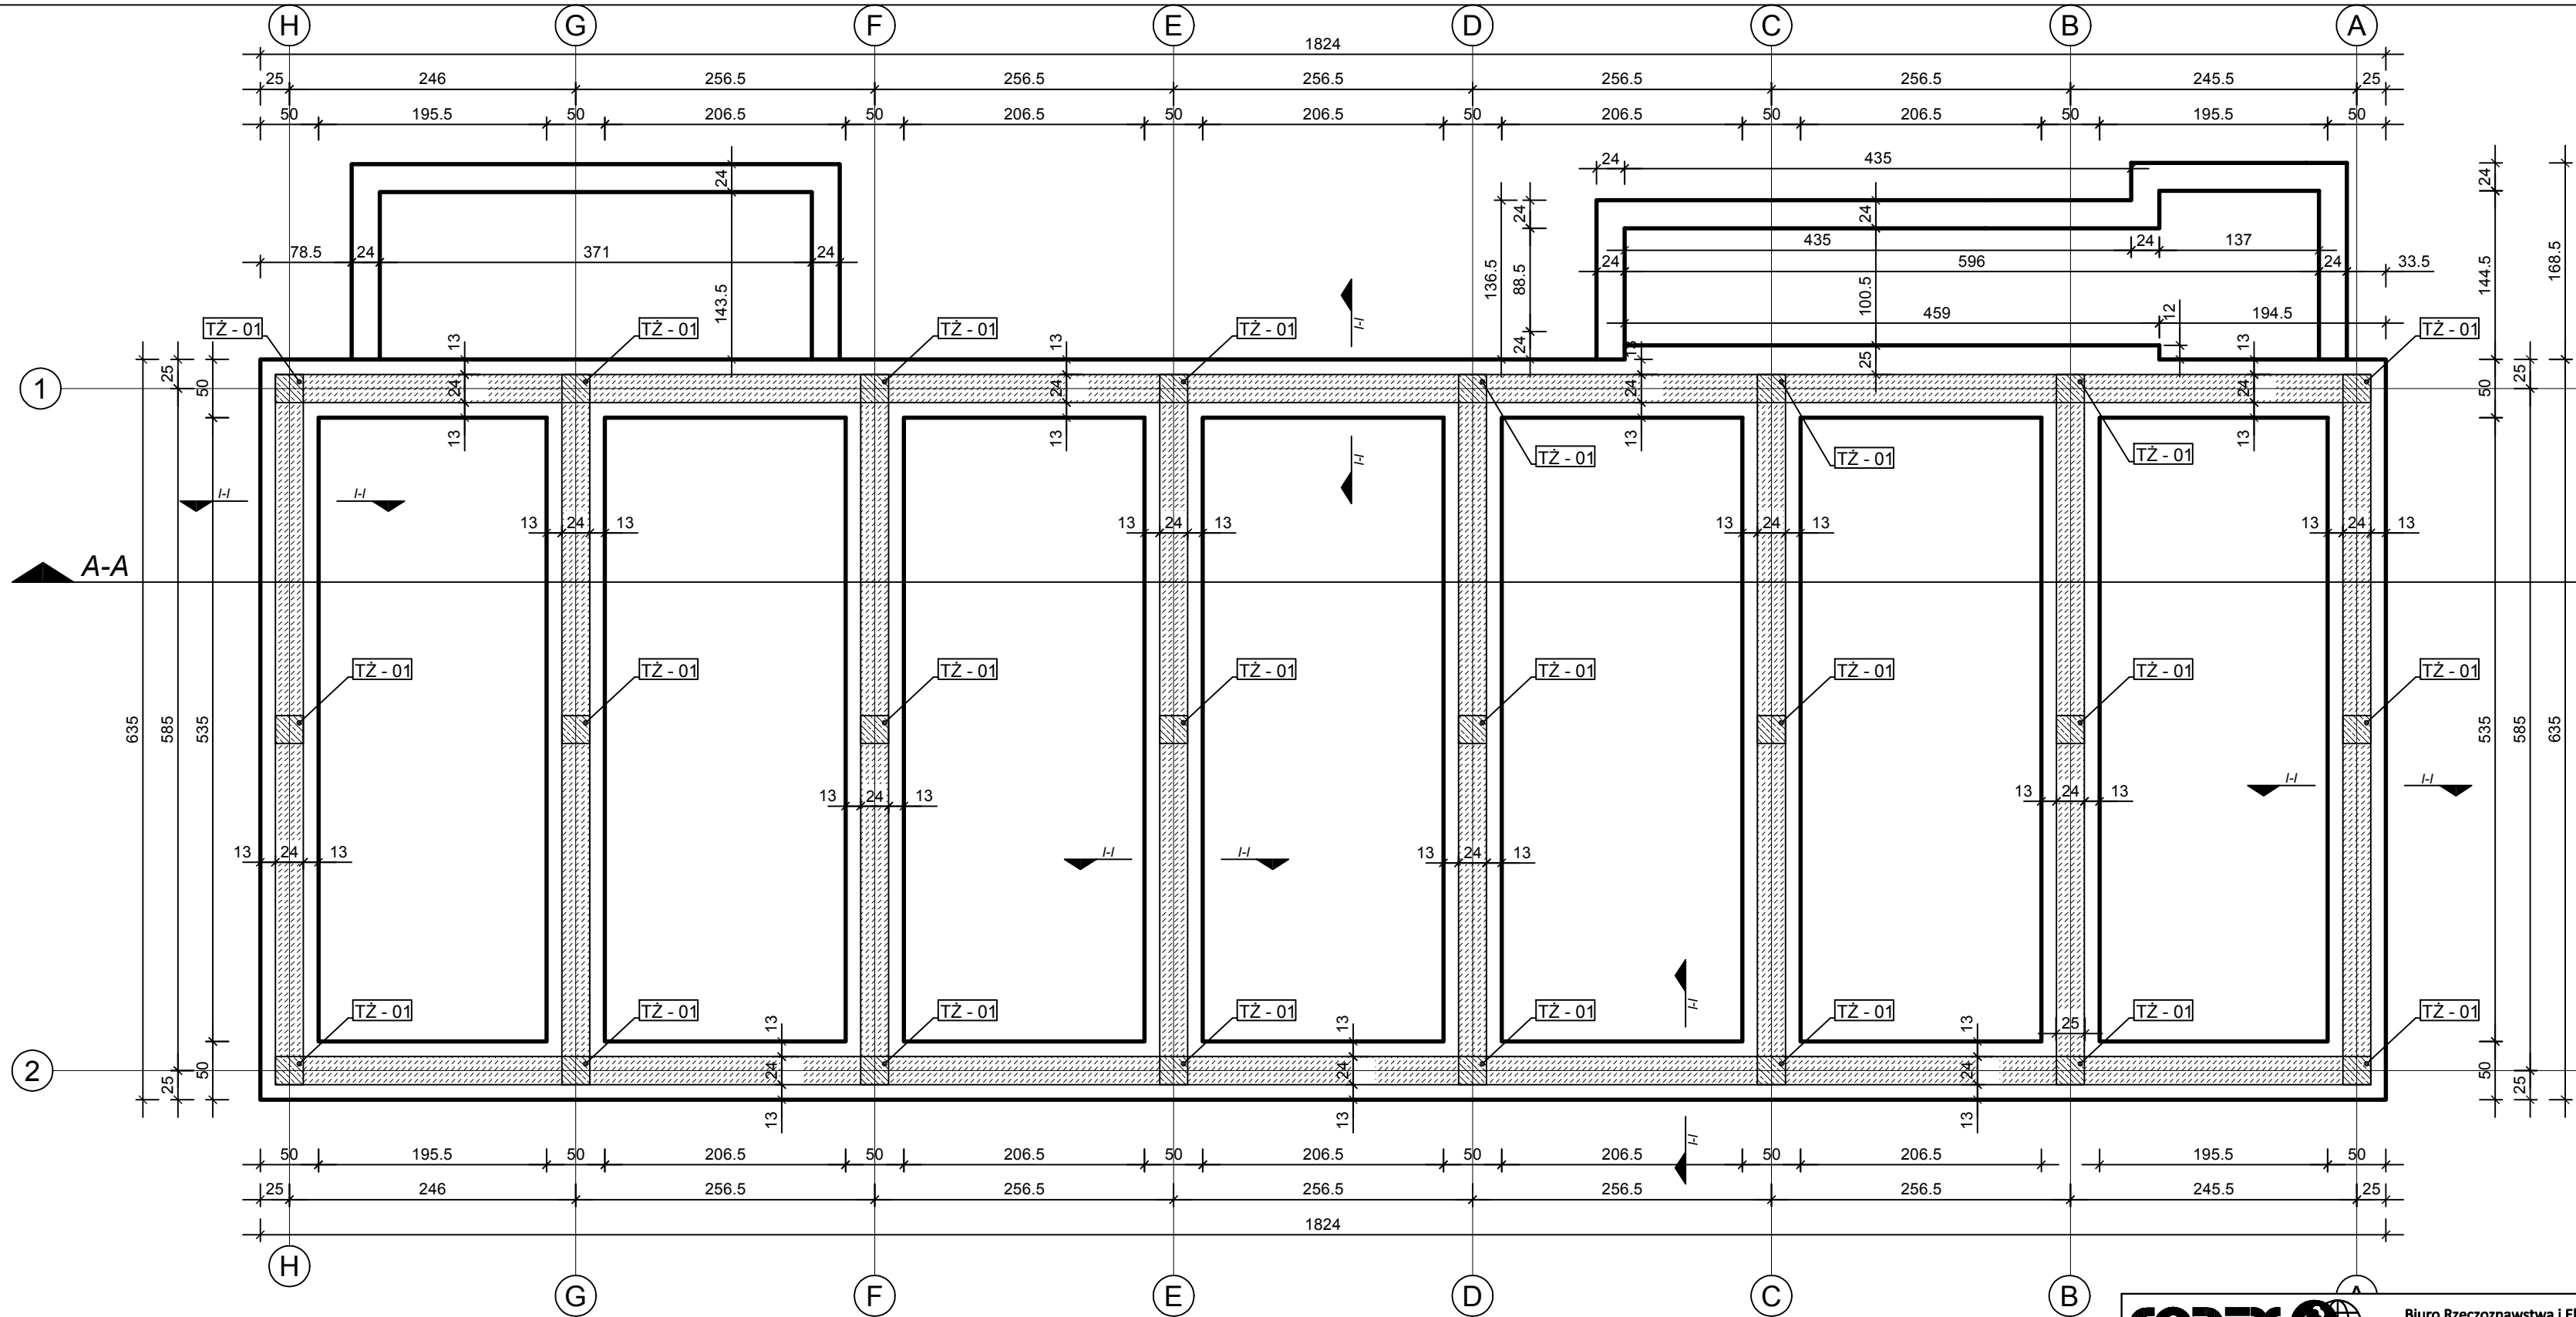 H G F E D C B A
1824
25 246 256.5 256.5 256.5 256.5 256.5 245.5 25
50 195.5 50 206.5 50 206.5 50 206.5 50 206.5 50 206.5 50 195.5 50
24 435
24 24 24 24
435 24 137
78.5 24 371 24
24 596 24 33.5
143.5 136.5 88.5 100.5 144.5 168.5
459 12 194.5
TŻ - 01 TŻ - 01 TŻ - 01 TŻ - 01 TŻ - 01
I-I
24 25
13 13 13 13
1
25 50 24 24 24 24 50 25
13 13 13 13
I-I
TŻ - 01 TŻ - 01 TŻ - 01
I-I I-I
13 24 13 13 24 13 13 24 13 13 24 13
A-A
TŻ - 01 TŻ - 01 TŻ - 01 TŻ - 01 TŻ - 01 TŻ - 01 TŻ - 01 TŻ - 01
635 585 535 535 585 635
I-I I-I
13 24 13 13 24 13
13 24 13 I-I I-I 13 24 13
I-I
TŻ - 01 TŻ - 01 TŻ - 01 TŻ - 01 TŻ - 01 TŻ - 01 TŻ - 01 TŻ - 01
13 13 13 25
2
25 50 24 24 24 50 25
13 13 13
I-I
50 195.5 50 206.5 50 206.5 50 206.5 50 206.5 50 206.5 195.5 50
25 246 256.5 256.5 256.5 256.5 256.5 245.5 25
1824
H
G F E D C B A
Biuro Rzeczoznawstwa i